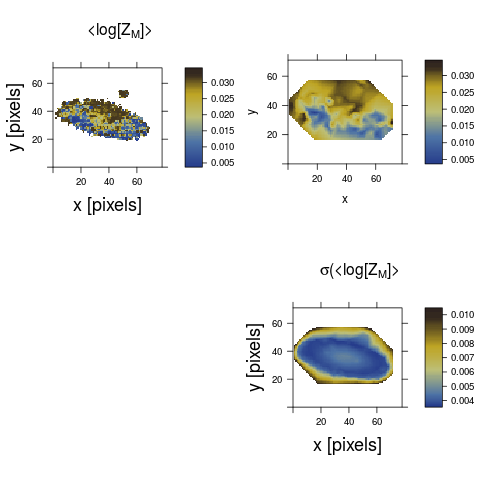 <log[Z_M]>
60
40
20
20 40 60
y [pixels]
x [pixels]
0.030
0.025
0.020
0.015
0.010
0.005
60
40
20
20 40 60
y
x
0.030
0.025
0.020
0.015
0.010
0.005
σ(<log[Z_M]>
60
40
20
20 40 60
y [pixels]
x [pixels]
0.010
0.009
0.008
0.007
0.006
0.005
0.004